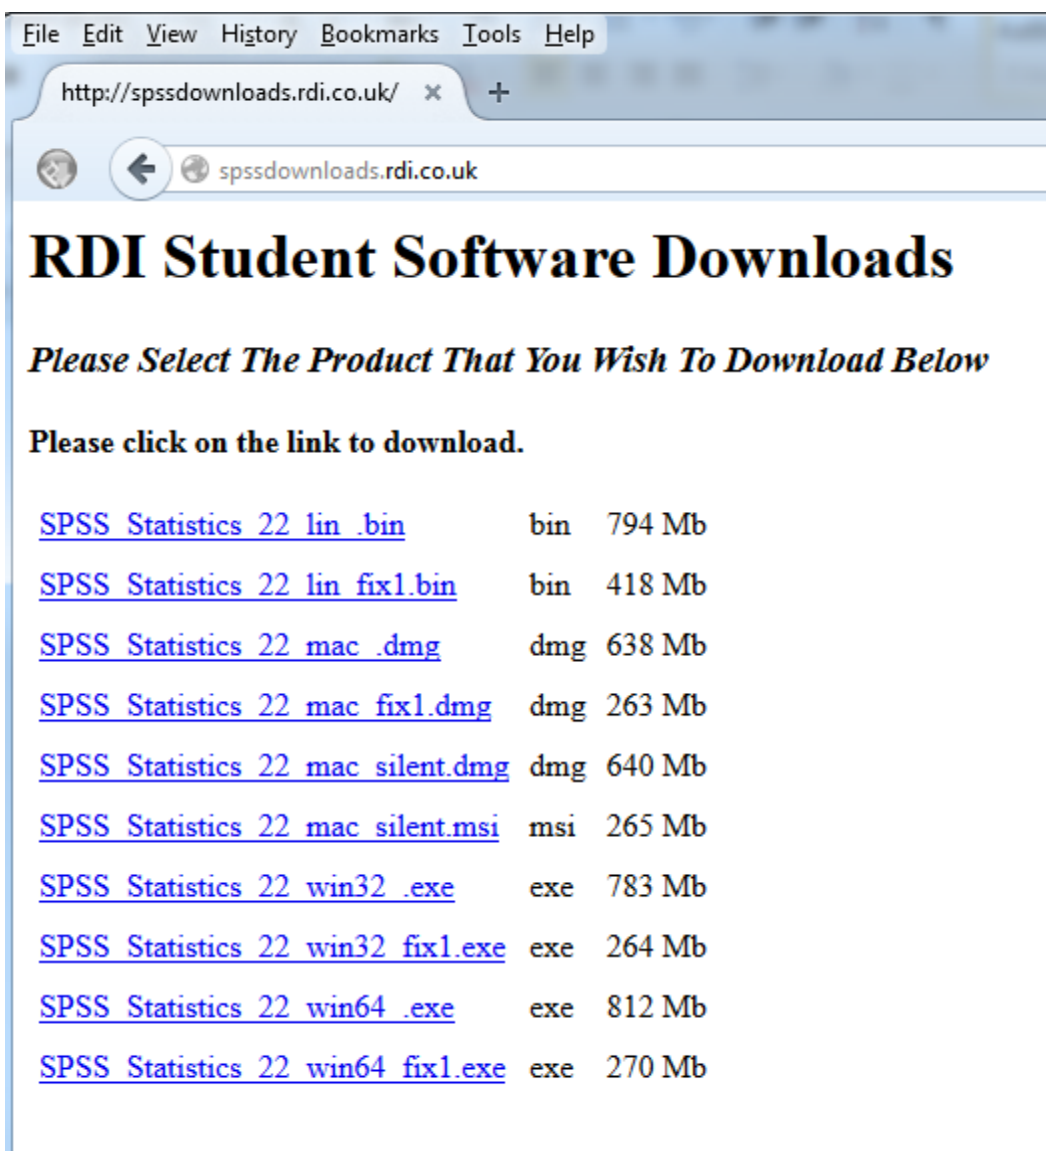 File Edit View History Bookmarks Tools Help
http://spssdownloads.rdi.co.uk/ × +
spssdownloads.rdi.co.uk
RDI Student Software Downloads
Please Select The Product That You Wish To Download Below
Please click on the link to download.
SPSS_Statistics_22_lin_.bin bin 794 Mb
SPSS_Statistics_22_lin_fix1.bin bin 418 Mb
SPSS_Statistics_22_mac_.dmg dmg 638 Mb
SPSS_Statistics_22_mac_fix1.dmg dmg 263 Mb
SPSS_Statistics_22_mac_silent.dmg dmg 640 Mb
SPSS_Statistics_22_mac_silent.msi msi 265 Mb
SPSS_Statistics_22_win32_.exe exe 783 Mb
SPSS_Statistics_22_win32_fix1.exe exe 264 Mb
SPSS_Statistics_22_win64_.exe exe 812 Mb
SPSS_Statistics_22_win64_fix1.exe exe 270 Mb